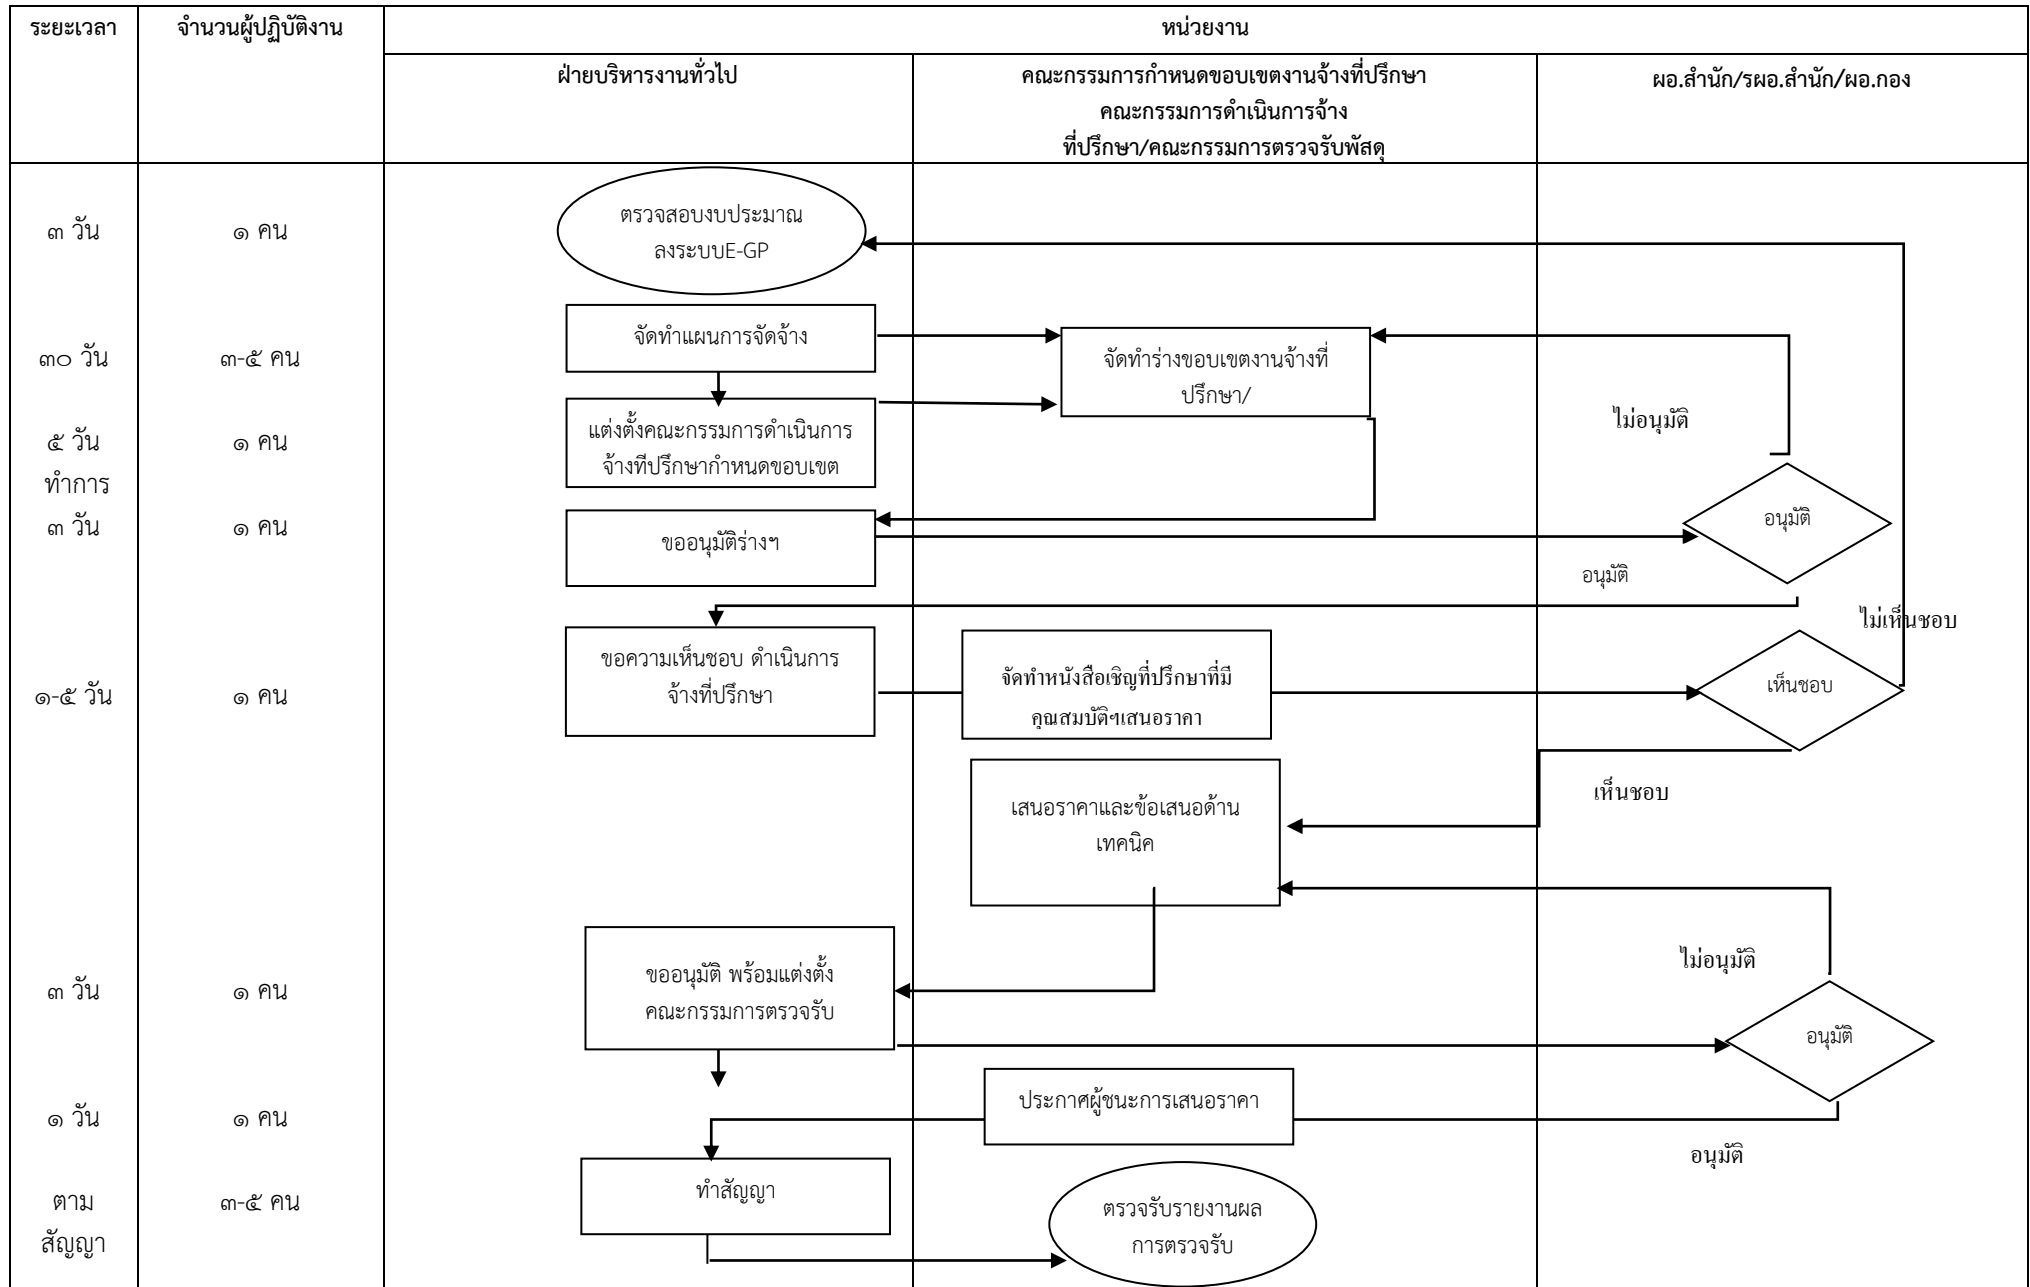 ระยะเวลา
จำนวนผู้ปฏิบัติงาน
หน่วยงาน
ฝ่ายบริหารงานทั่วไป
คณะกรรมการกำหนดขอบเขตงานจ้างที่ปรึกษา
คณะกรรมการดำเนินการจ้าง
ที่ปรึกษา/คณะกรรมการตรวจรับพัสดุ
ผอ.สำนัก/รผอ.สำนัก/ผอ.กอง
๓ วัน
๑ คน
ตรวจสอบงบประมาณ
ลงระบบE-GP
๓๐ วัน
๓-๕ คน
จัดทำแผนการจัดจ้าง
จัดทำร่างขอบเขตงานจ้างที่
ปรึกษา/
ไม่อนุมัติ
๕ วัน
ทำการ
๑ คน
แต่งตั้งคณะกรรมการดำเนินการ
จ้างทีปรึกษากำหนดขอบเขต
๓ วัน
๑ คน
ขออนุมัติร่างฯ
อนุมัติ
อนุมัติ
ไม่เห็นชอบ
๑-๕ วัน
๑ คน
ขอความเห็นชอบ ดำเนินการ
จ้างที่ปรึกษา
จัดทำหนังสือเชิญที่ปรึกษาที่มี
คุณสมบัติฯเสนอราคา
เห็นชอบ
เห็นชอบ
เสนอราคาและข้อเสนอด้าน
เทคนิค
ไม่อนุมัติ
๓ วัน
๑ คน
ขออนุมัติ พร้อมแต่งตั้ง
คณะกรรมการตรวจรับ
อนุมัติ
๑ วัน
๑ คน
ประกาศผู้ชนะการเสนอราคา
อนุมัติ
ตาม
สัญญา
๓-๕ คน
ทำสัญญา
ตรวจรับรายงานผล
การตรวจรับ